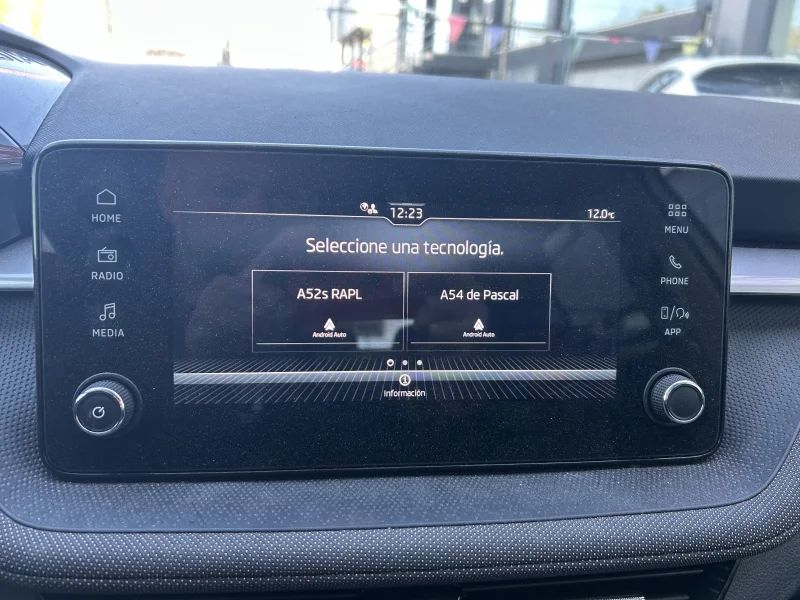 HOME
RADIO
MEDIA
12:23
12.0°C
Seleccione una tecnología.
A52s RAPL
Android Auto
A54 de Pascal
Android Auto
i
Información
MENU
PHONE
APP